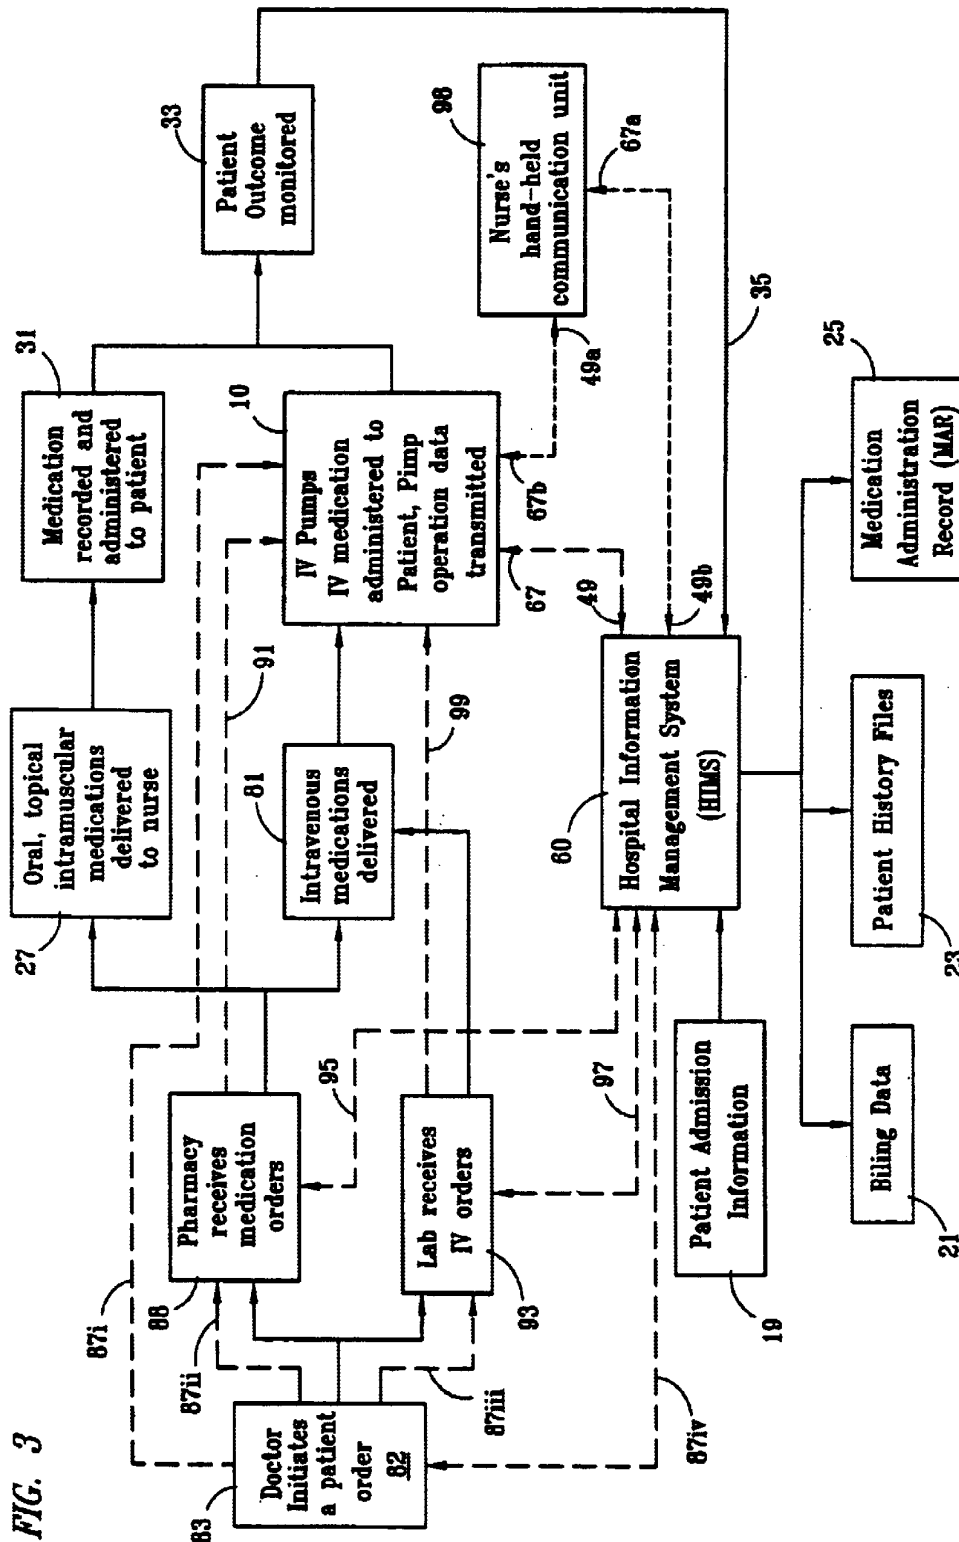 FIG. 3
83
Doctor
Initiates
a patient
order
82
87i
87ii
87iii
87iv
88
Pharmacy
receives
medication
orders
93
Lab receives
IV orders
95
97
91
99
27
Oral, topical
intramuscular
medications
delivered
to nurse
81
Intravenous
medications
delivered
31
Medication
recorded and
administered
to patient
10
IV Pumps
IV medication
administered to
Patient, Pimp
operation data
transmitted
67
67b
49
49a
49b
67a
33
Patient
Outcome
monitored
98
Nurse's
hand-held
communication unit
35
60
Hospital Information
Management System
(HIMS)
19
Patient Admission
Information
21
Biling Data
23
Patient History Files
25
Medication
Administration
Record (MAR)